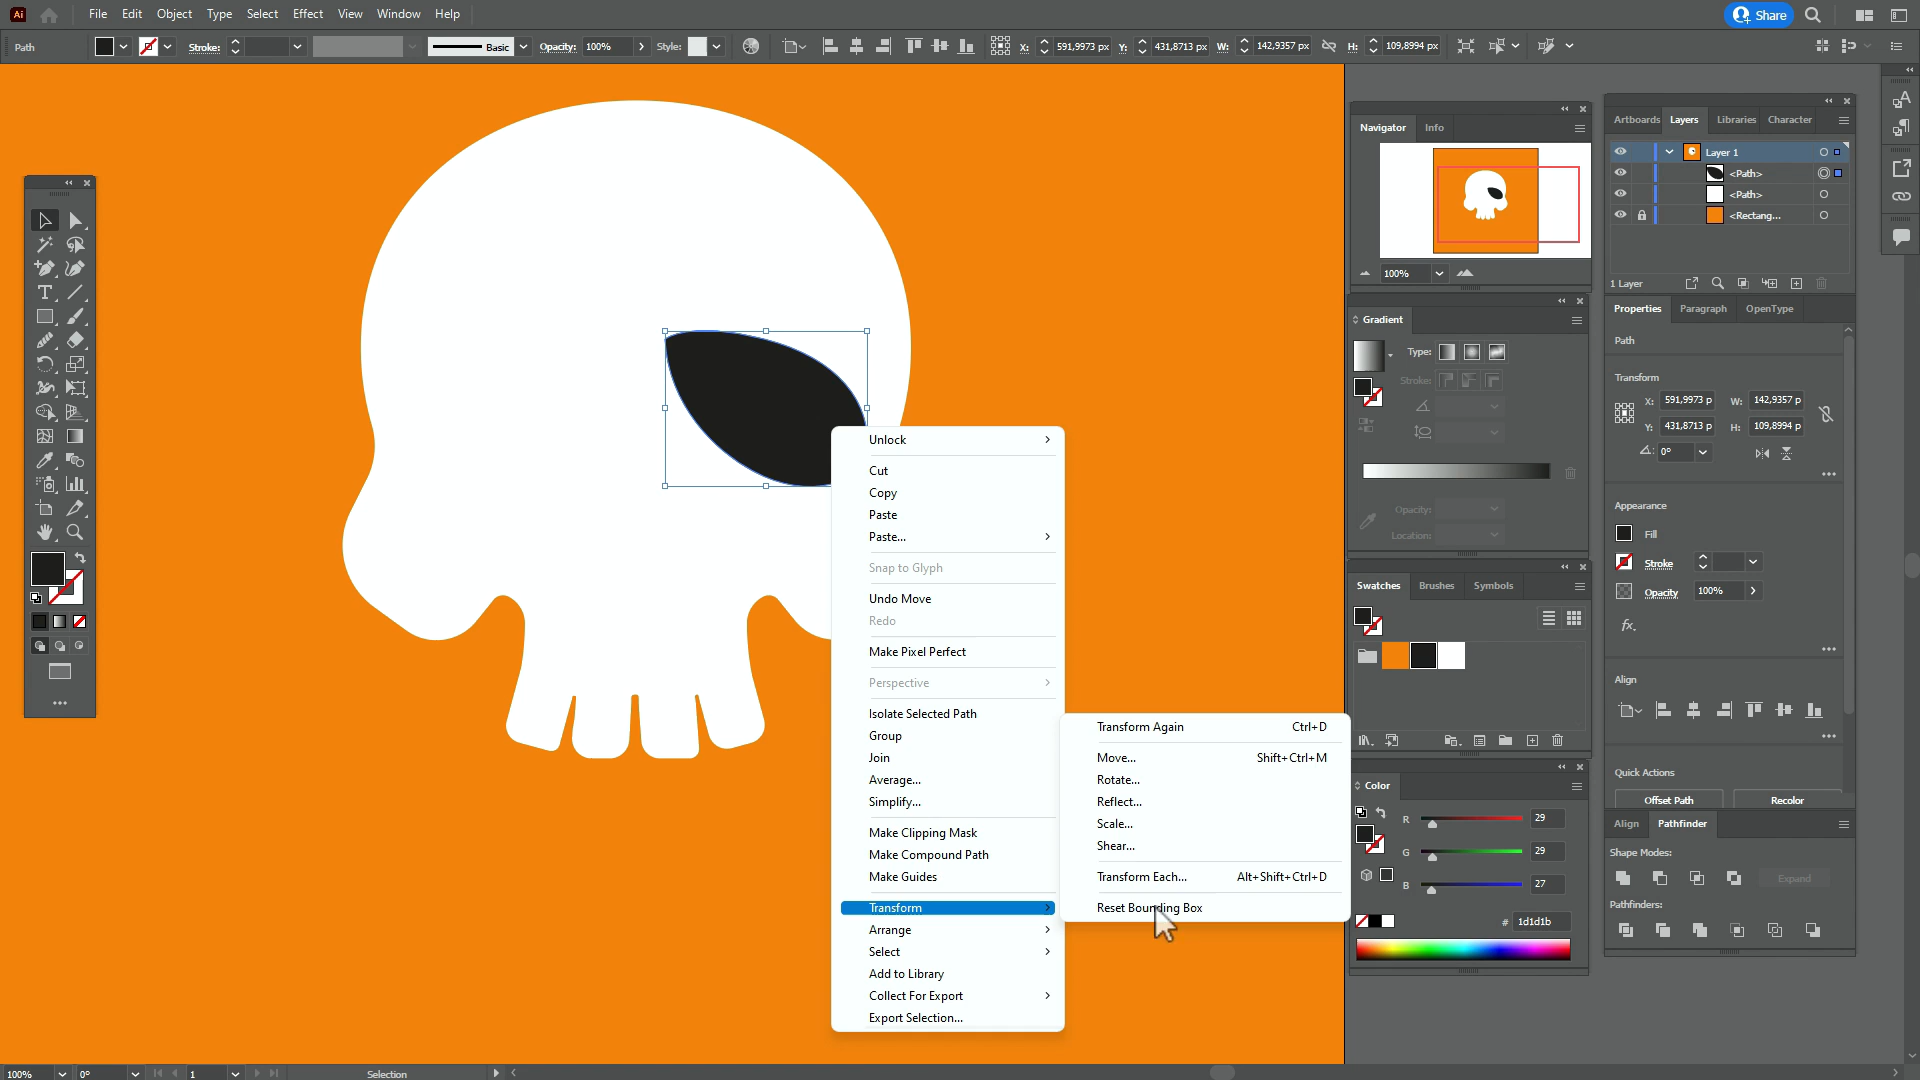 Ai File Edit Object Type Select Effect View Window Help Share
Path Stroke: Basic Opacity: 100% Style: X: 591,9973 px Y: 431,8713 px W: 142,9357 px H: 109,8994 px
Navigator Info
100%
Gradient
Type:
Stroke:
Opacity:
Location:
Swatches Brushes Symbols
Color
R 29
G 29
B 27
# 1d1d1b
Artboards Layers Libraries Character
Layer 1
<Path>
<Path>
<Rectang...
1 Layer
Properties Paragraph OpenType
Path
Transform
X: 591,9973 p W: 142,9357 p
Y: 431,8713 p H: 109,8994 p
0°
Appearance
Fill
Stroke
Opacity 100%
fx.
Align
Quick Actions
Offset Path Recolor
Align Pathfinder
Shape Modes:
Expand
Pathfinders:
Unlock
Cut
Copy
Paste
Paste...
Snap to Glyph
Undo Move
Redo
Make Pixel Perfect
Perspective
Isolate Selected Path
Group
Join
Average...
Simplify...
Make Clipping Mask
Make Compound Path
Make Guides
Transform
Arrange
Select
Add to Library
Collect For Export
Export Selection...
Transform Again Ctrl+D
Move... Shift+Ctrl+M
Rotate...
Reflect...
Scale...
Shear...
Transform Each... Alt+Shift+Ctrl+D
Reset Bounding Box
100% 0° 1 Selection